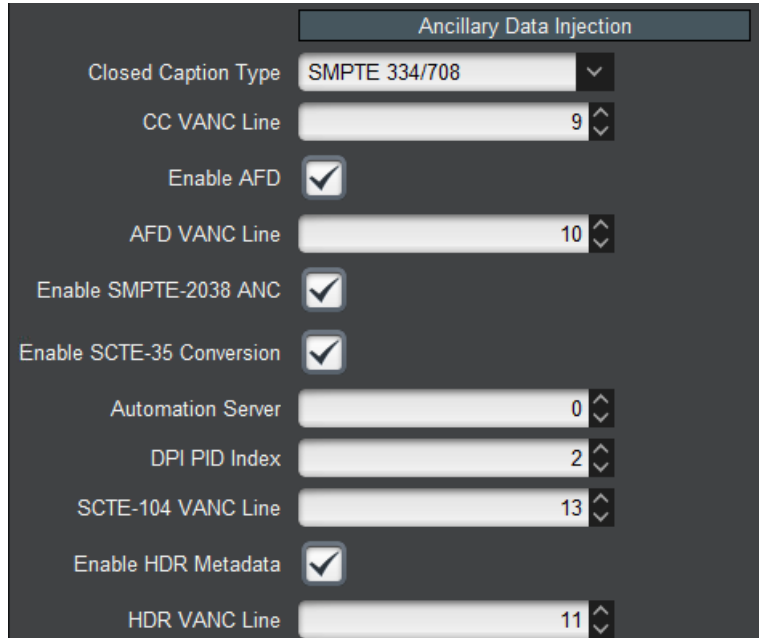 Ancillary Data Injection
Closed Caption Type SMPTE 334/708
CC VANC Line 9
Enable AFD
AFD VANC Line 10
Enable SMPTE-2038 ANC
Enable SCTE-35 Conversion
Automation Server 0
DPI PID Index 2
SCTE-104 VANC Line 13
Enable HDR Metadata
HDR VANC Line 11